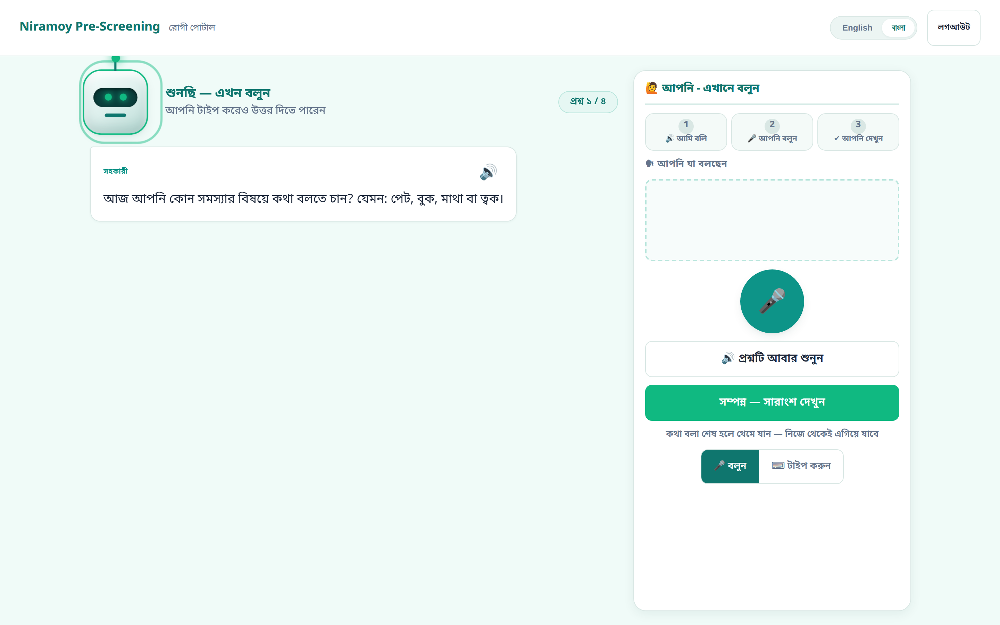 Niramoy Pre-Screening রোগী পোর্টাল
English বাংলা লগআউট
শুনছি — এখন বলুন
আপনি টাইপ করেও উত্তর দিতে পারেন
প্রশ্ন ১ / ৪
সহকারী
আজ আপনি কোন সমস্যার বিষয়ে কথা বলতে চান? যেমন: পেট, বুক, মাথা বা ত্বক।
আপনি - এখানে বলুন
1
আমি বলি
2
আপনি বলুন
3
✓ আপনি দেখুন
আপনি যা বলছেন
প্রশ্নটি আবার শুনুন
সম্পন্ন — সারাংশ দেখুন
কথা বলা শেষ হলে থেমে যান — নিজে থেকেই এগিয়ে যাবে
বলুন
টাইপ করুন